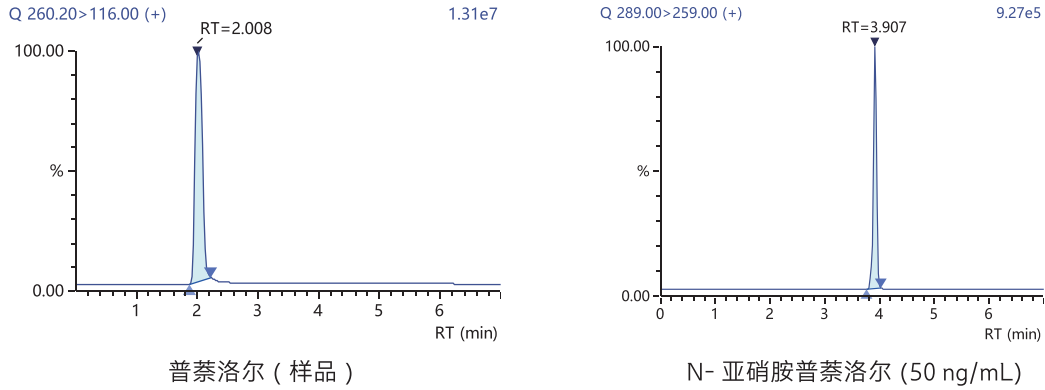 Q 260.20>116.00 (+) 1.31e7
RT=2.008
100.00
%
0.00
1 2 3 4 5 6
RT (min)
普萘洛尔 ( 样品 )
Q 289.00>259.00 (+) 9.27e5
RT=3.907
100.00
%
0.00
0 1 2 3 4 5 6
RT (min)
N- 亚硝胺普萘洛尔 (50 ng/mL)